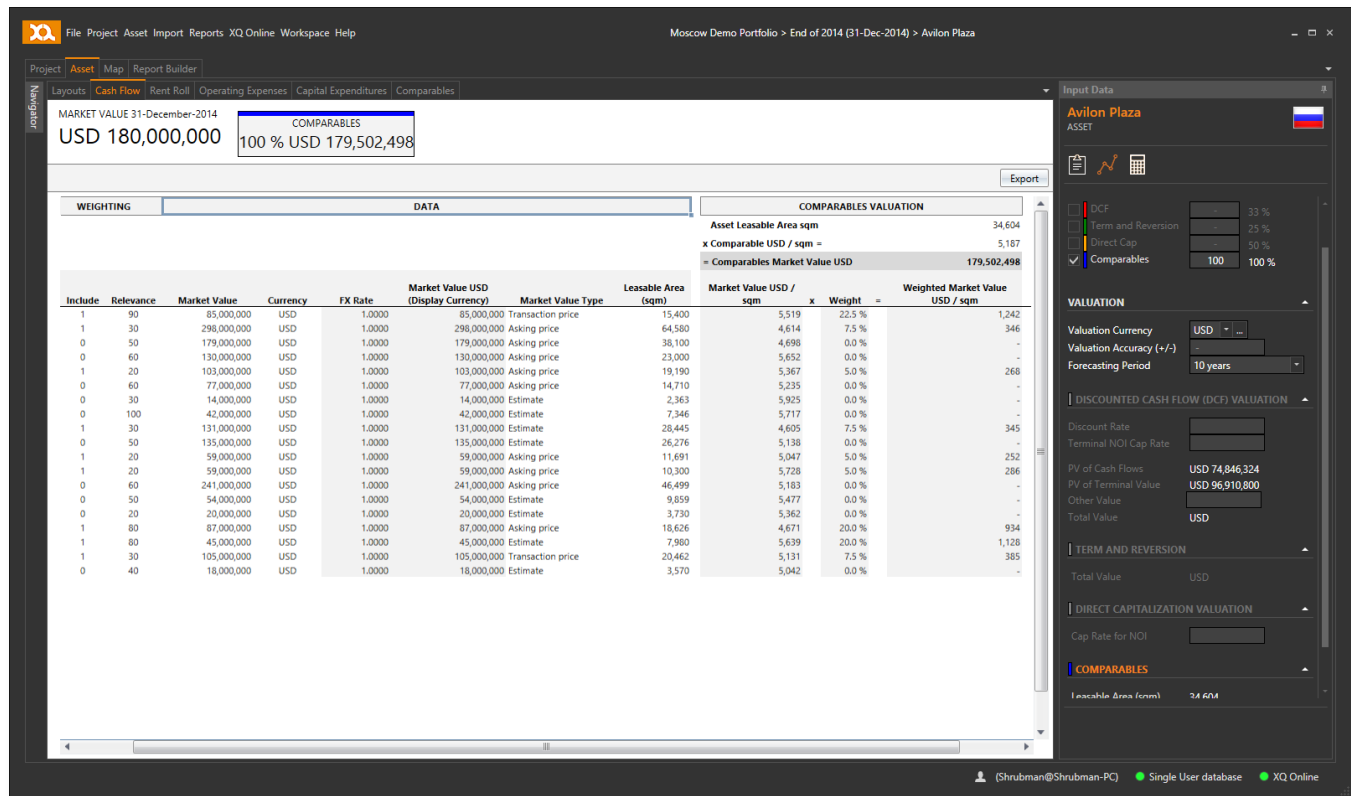 XQ File Project Asset Import Reports XQ Online Workspace Help Moscow Demo Portfolio > End of 2014 (31-Dec-2014) > Avilon Plaza
Project Asset Map Report Builder
Navigator
Layouts Cash Flow Rent Roll Operating Expenses Capital Expenditures Comparables
MARKET VALUE 31-December-2014
USD 180,000,000
COMPARABLES
100 % USD 179,502,498
Export
WEIGHTING DATA COMPARABLES VALUATION
Asset Leasable Area sqm 34,604
x Comparable USD / sqm = 5,187
= Comparables Market Value USD 179,502,498
Market Value USD Leasable Area Market Value USD / Weighted Market Value
Include Relevance Market Value Currency FX Rate (Display Currency) Market Value Type (sqm) sqm x Weight = USD / sqm
1 90 85,000,000 USD 1.0000 85,000,000 Transaction price 15,400 5,519 22.5 % 1,242
1 30 298,000,000 USD 1.0000 298,000,000 Asking price 64,580 4,614 7.5 % 346
0 50 179,000,000 USD 1.0000 179,000,000 Asking price 38,100 4,698 0.0 % -
0 60 130,000,000 USD 1.0000 130,000,000 Asking price 23,000 5,652 0.0 % -
1 20 103,000,000 USD 1.0000 103,000,000 Asking price 19,190 5,367 5.0 % 268
0 60 77,000,000 USD 1.0000 77,000,000 Asking price 14,710 5,235 0.0 % -
0 30 14,000,000 USD 1.0000 14,000,000 Estimate 2,363 5,925 0.0 % -
0 100 42,000,000 USD 1.0000 42,000,000 Estimate 7,346 5,717 0.0 % -
1 30 131,000,000 USD 1.0000 131,000,000 Estimate 28,445 4,605 7.5 % 345
0 50 135,000,000 USD 1.0000 135,000,000 Estimate 26,276 5,138 0.0 % -
1 20 59,000,000 USD 1.0000 59,000,000 Asking price 11,691 5,047 5.0 % 252
1 20 59,000,000 USD 1.0000 59,000,000 Asking price 10,300 5,728 5.0 % 286
0 60 241,000,000 USD 1.0000 241,000,000 Asking price 46,499 5,183 0.0 % -
0 50 54,000,000 USD 1.0000 54,000,000 Estimate 9,859 5,477 0.0 % -
0 20 20,000,000 USD 1.0000 20,000,000 Estimate 3,730 5,362 0.0 % -
1 80 87,000,000 USD 1.0000 87,000,000 Asking price 18,626 4,671 20.0 % 934
1 80 45,000,000 USD 1.0000 45,000,000 Estimate 7,980 5,639 20.0 % 1,128
1 30 105,000,000 USD 1.0000 105,000,000 Transaction price 20,462 5,131 7.5 % 385
0 40 18,000,000 USD 1.0000 18,000,000 Estimate 3,570 5,042 0.0 % -
Input Data
Avilon Plaza
ASSET
DCF - 33 %
Term and Reversion - 25 %
Direct Cap - 50 %
Comparables 100 100 %
VALUATION
Valuation Currency USD ...
Valuation Accuracy (+/-) -
Forecasting Period 10 years
DISCOUNTED CASH FLOW (DCF) VALUATION
Discount Rate
Terminal NOI Cap Rate
PV of Cash Flows USD 74,846,324
PV of Terminal Value USD 96,910,800
Other Value
Total Value USD
TERM AND REVERSION
Total Value USD
DIRECT CAPITALIZATION VALUATION
Cap Rate for NOI
COMPARABLES
Leasable Area (sqm) 34,604
(Shrubman@Shrubman-PC) Single User database XQ Online